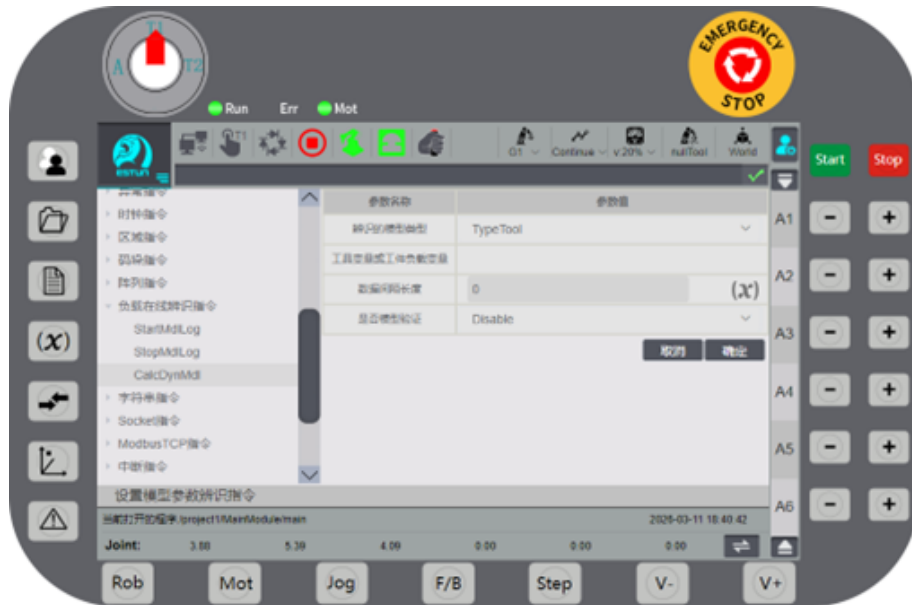 T1
A
T2
EMERGENCY
STOP
Run Err Mot
T1
ESTUN
G1 Continue v 20% nullTool World
Start Stop
参数名称 参数值
时钟指令
辨识的模型类型 TypeTool
A1 - +
区域指令
码垛指令
工具变量或工件负载变量
阵列指令
数据间隔长度 0 (x)
A2 - +
负载在线辨识指令
是否模型验证 Disable
StartMdlLog
A3 - +
(x)
StopMdlLog
取消 确定
CalcDynMdl
字符串指令
A4 - +
Socket指令
ModbusTCP指令
A5 - +
中断指令
设置模型参数辨识指令
A6 - +
当前打开的程序:/project1/MainModule/main 2026-03-11 18:40:42
Joint: 3.88 5.39 4.09 0.00 0.00 0.00
Rob Mot Jog F/B Step V- V+